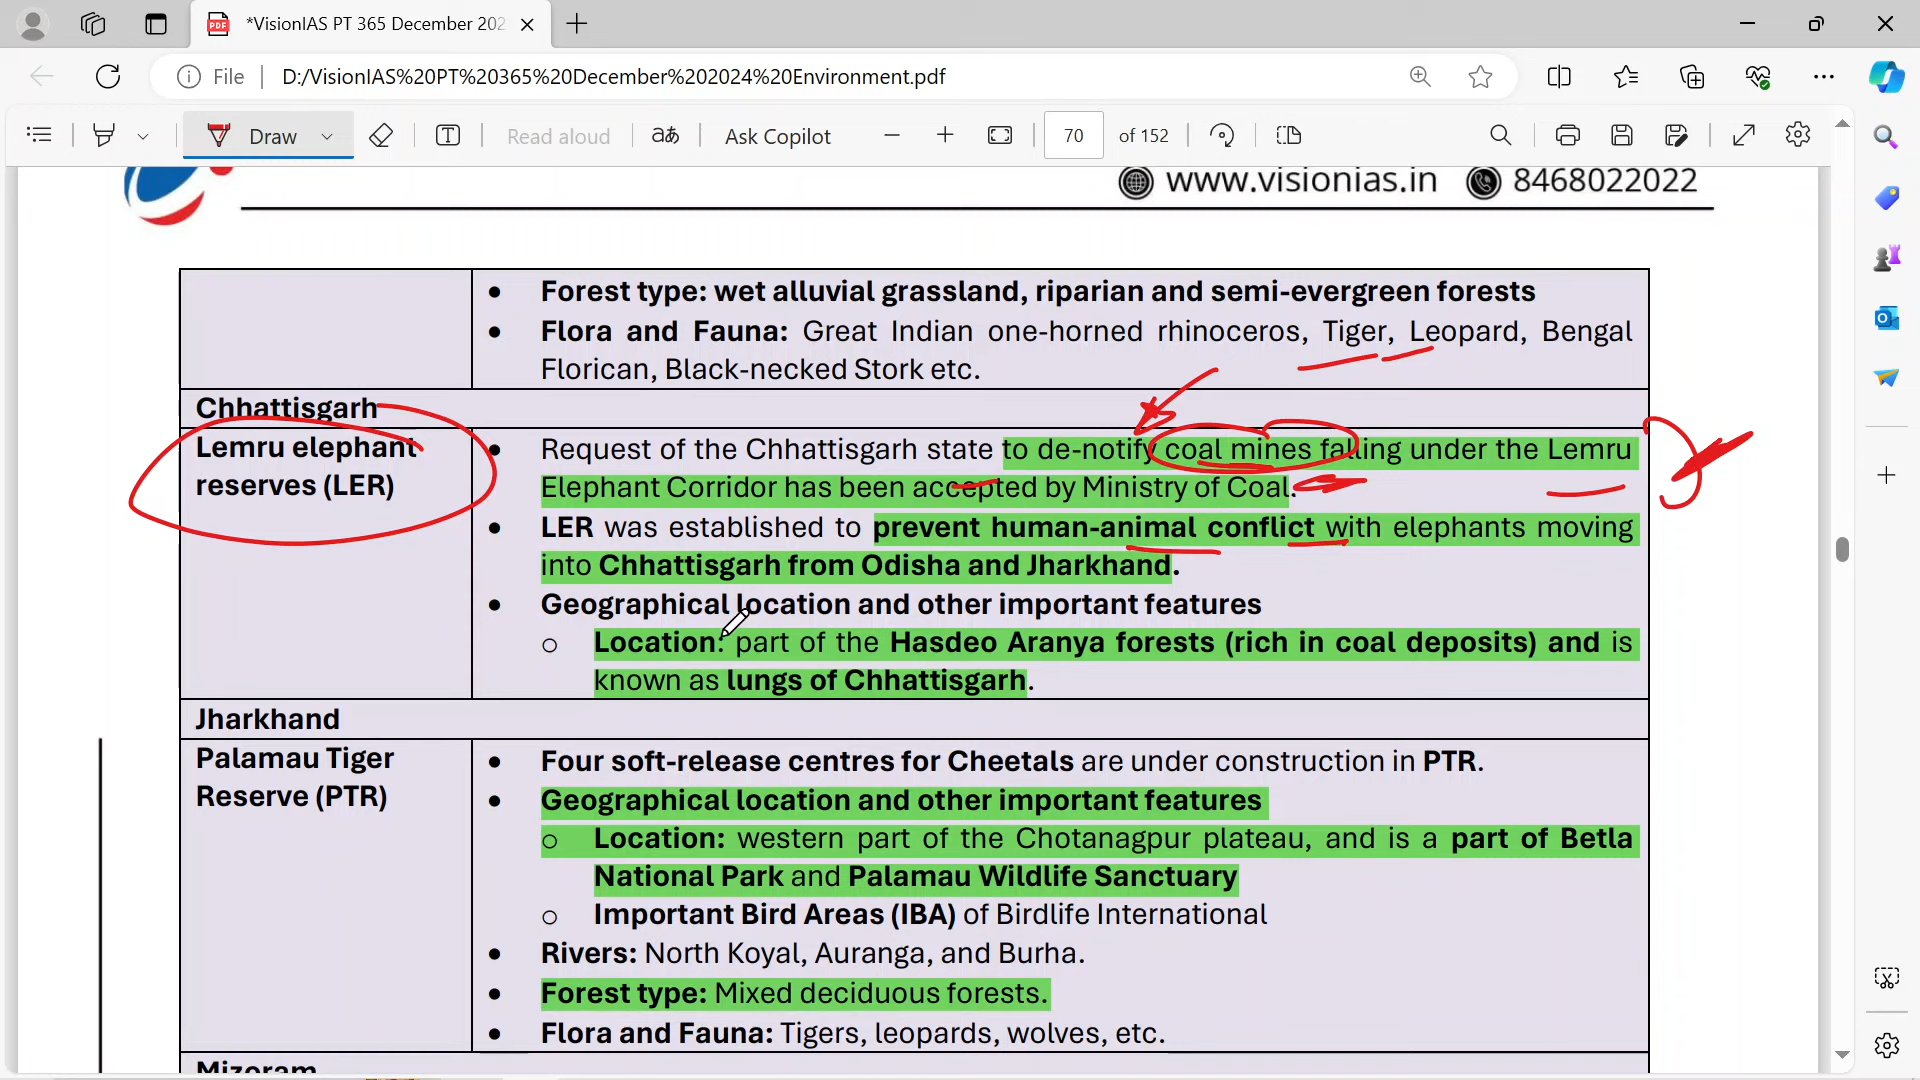 *VisionIAS PT 365 December 202
File
D:/VisionIAS%20PT%20365%20December%202024%20Environment.pdf
Draw
Read aloud
aあ
Ask Copilot
70
of 152
www.visionias.in
8468022022
• Forest type: wet alluvial grassland, riparian and semi-evergreen forests
• Flora and Fauna: Great Indian one-horned rhinoceros, Tiger, Leopard, Bengal
Florican, Black-necked Stork etc.
Chhattisgarh
Lemru elephant
reserves (LER)
• Request of the Chhattisgarh state to de-notify coal mines falling under the Lemru
Elephant Corridor has been accepted by Ministry of Coal.
• LER was established to prevent human-animal conflict with elephants moving
into Chhattisgarh from Odisha and Jharkhand.
• Geographical location and other important features
o Location: part of the Hasdeo Aranya forests (rich in coal deposits) and is
known as lungs of Chhattisgarh.
Jharkhand
Palamau Tiger
Reserve (PTR)
• Four soft-release centres for Cheetals are under construction in PTR.
• Geographical location and other important features
o Location: western part of the Chotanagpur plateau, and is a part of Betla
National Park and Palamau Wildlife Sanctuary
o Important Bird Areas (IBA) of Birdlife International
• Rivers: North Koyal, Auranga, and Burha.
• Forest type: Mixed deciduous forests.
• Flora and Fauna: Tigers, leopards, wolves, etc.
Mizoram